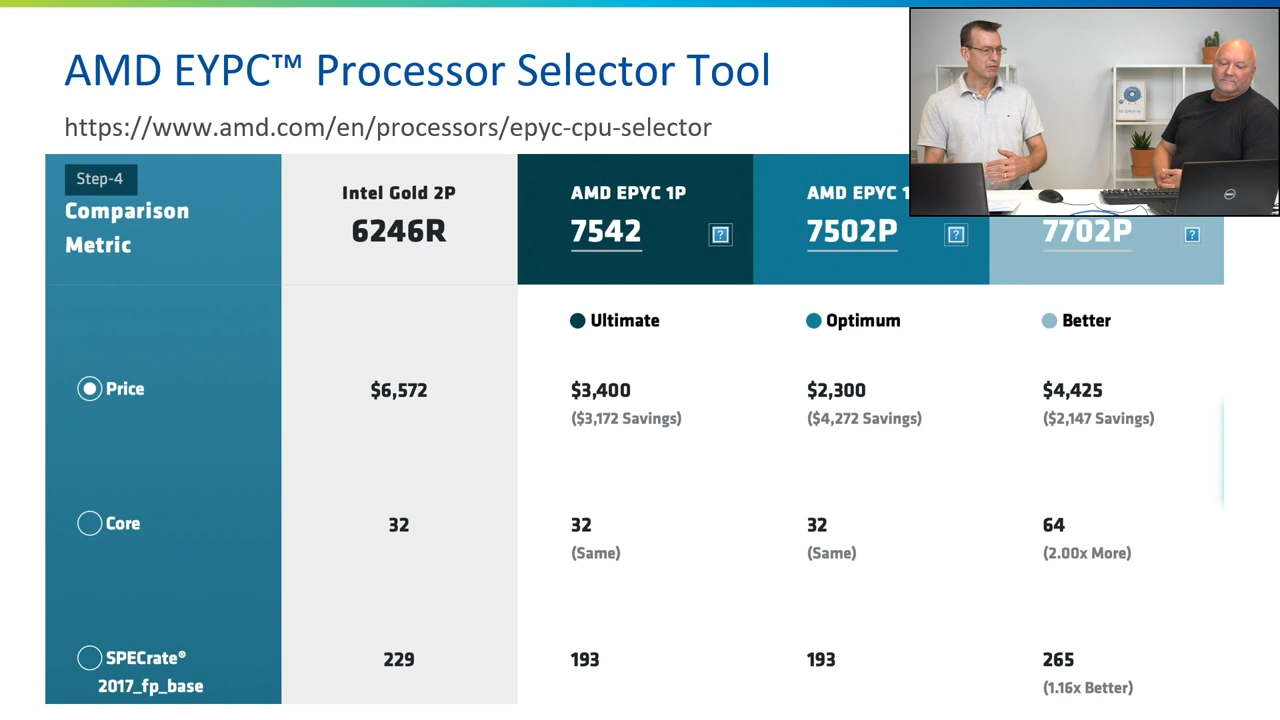 AMD EYPC™ Processor Selector Tool
https://www.amd.com/en/processors/epyc-cpu-selector
Step-4
Comparison
Metric
Intel Gold 2P
6246R
AMD EPYC 1P
7542
?
AMD EPYC 1
7502P
?
7702P
?
Ultimate
Optimum
Better
Price
$6,572
$3,400
($3,172 Savings)
$2,300
($4,272 Savings)
$4,425
($2,147 Savings)
Core
32
32
(Same)
32
(Same)
64
(2.00x More)
SPECrate®
2017_fp_base
229
193
193
265
(1.16x Better)